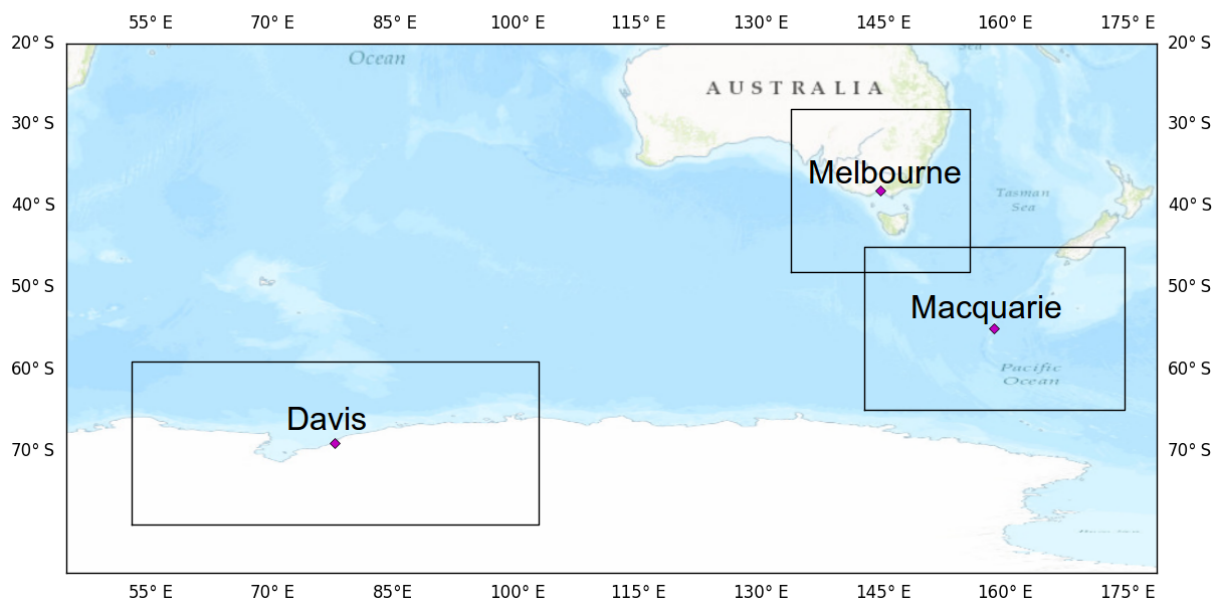 55° E 70° E 85° E 100° E 115° E 130° E 145° E 160° E 175° E
20° S 20° S
Ocean
Sea
AUSTRALIA
30° S 30° S
Melbourne
Tasman
Sea
40° S 40° S
50° S 50° S
Macquarie
60° S 60° S
Pacific
Ocean
Davis
70° S 70° S
55° E 70° E 85° E 100° E 115° E 130° E 145° E 160° E 175° E